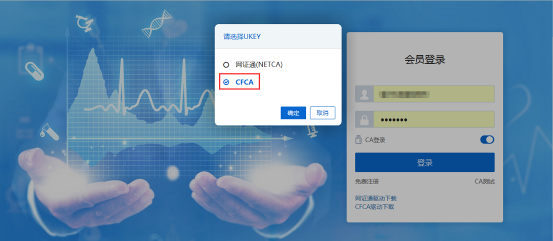 请选择UKEY
网证通(NETCA)
CFCA
确定
取消
会员登录
CA登录
登录
免费注册
CA测试
网证通驱动下载
CFCA驱动下载